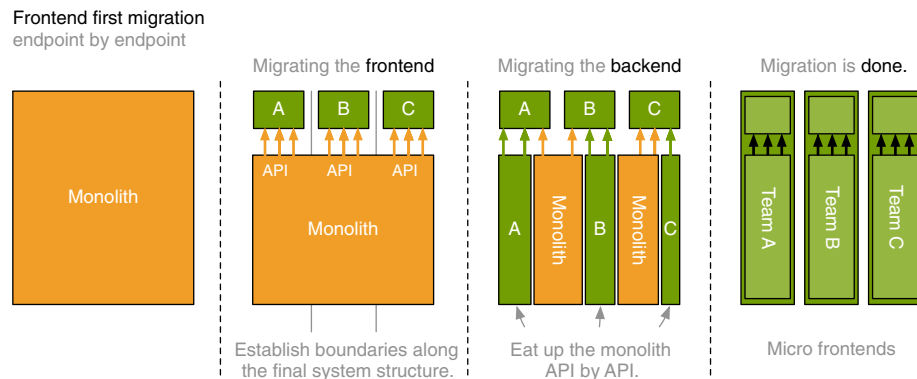 Frontend first migration
endpoint by endpoint
Monolith
Migrating the frontend
A
B
C
API
API
API
Monolith
Establish boundaries along
the final system structure.
Migrating the backend
A
B
C
A
Monolith
B
Monolith
C
Eat up the monolith
API by API.
Migration is done.
Team A
Team B
Team C
Micro frontends